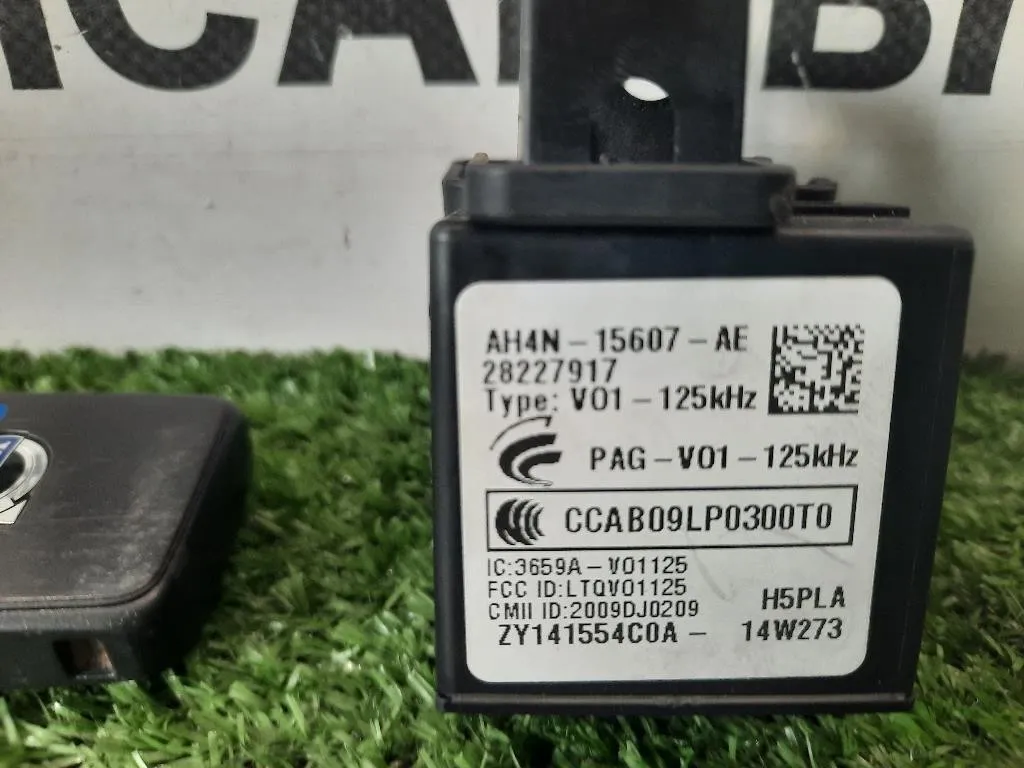 RICAMBI
AH4N-15607-AE
28227917
Type: V01-125kHz
PAG-V01-125kHz
CCAB09LP0300T0
IC:3659A-V01125
FCC ID:LTQV01125
CMII ID:2009DJ0209
H5PLA
ZY141554C0A- 14W273